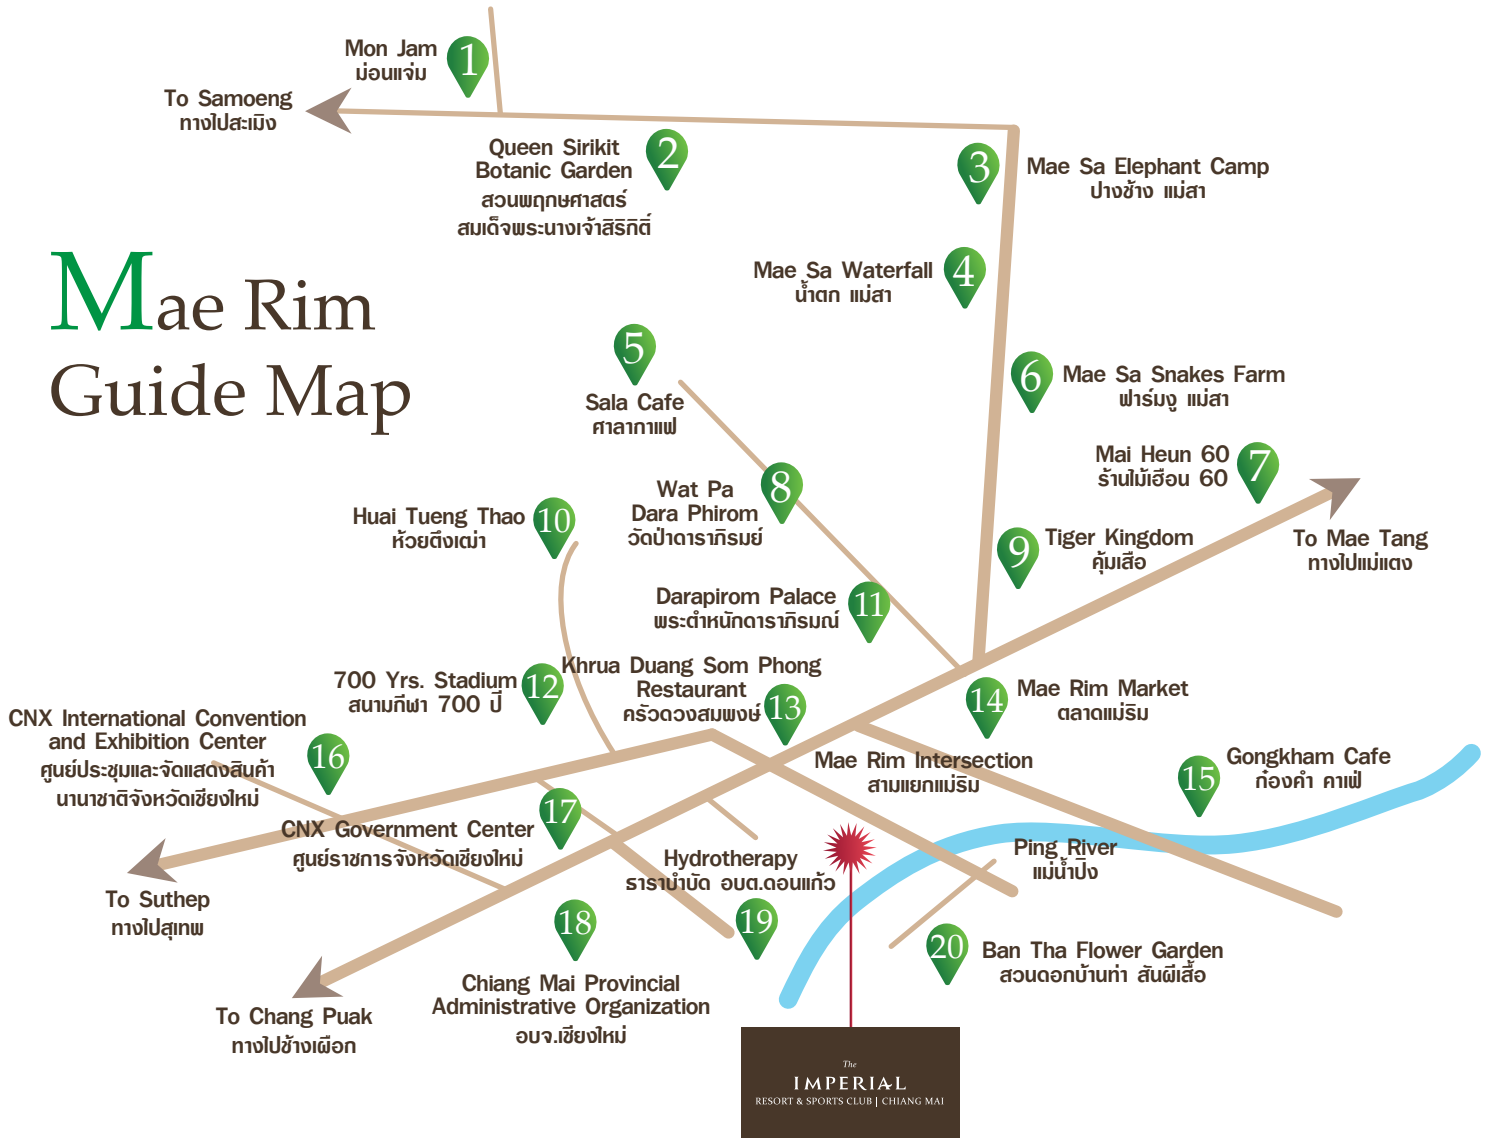 Mon Jam
ม่อนแจ่ม
1
To Samoeng
ทางไปสะเมิง
Queen Sirikit
Botanic Garden
สวนพฤกษศาสตร์
สมเด็จพระนางเจ้าสิริกิติ์
2
3
Mae Sa Elephant Camp
ปางช้าง แม่สา
Mae Rim
Guide Map
Mae Sa Waterfall
น้ำตก แม่สา
4
5
Sala Cafe
ศาลากาแฟ
6
Mae Sa Snakes Farm
ฟาร์มงู แม่สา
Mai Heun 60
ร้านไม้เฮือน 60
7
Wat Pa
Dara Phirom
วัดป่าดาราภิรมย์
8
Huai Tueng Thao
ห้วยตึงเฒ่า
10
9
Tiger Kingdom
คุ้มเสือ
To Mae Tang
ทางไปแม่แตง
Darapirom Palace
พระตำหนักดาราภิรมณ์
11
700 Yrs. Stadium
สนามกีฬา 700 ปี
12
Khrua Duang Som Phong
Restaurant
ครัวดวงสมพงษ์
13
14
Mae Rim Market
ตลาดแม่ริม
CNX International Convention
and Exhibition Center
ศูนย์ประชุมและจัดแสดงสินค้า
นานาชาติจังหวัดเชียงใหม่
16
Mae Rim Intersection
สามแยกแม่ริม
15
Gongkham Cafe
ก๋องคำ คาเฟ่
CNX Government Center
ศูนย์ราชการจังหวัดเชียงใหม่
17
Hydrotherapy
ธาราบำบัด อบต.ดอนแก้ว
19
Ping River
แม่น้ำปิง
To Suthep
ทางไปสุเทพ
18
Chiang Mai Provincial
Administrative Organization
อบจ.เชียงใหม่
20
Ban Tha Flower Garden
สวนดอกบ้านท่า สันผีเสื้อ
To Chang Puak
ทางไปช้างเผือก
The
IMPERIAL
RESORT & SPORTS CLUB | CHIANG MAI